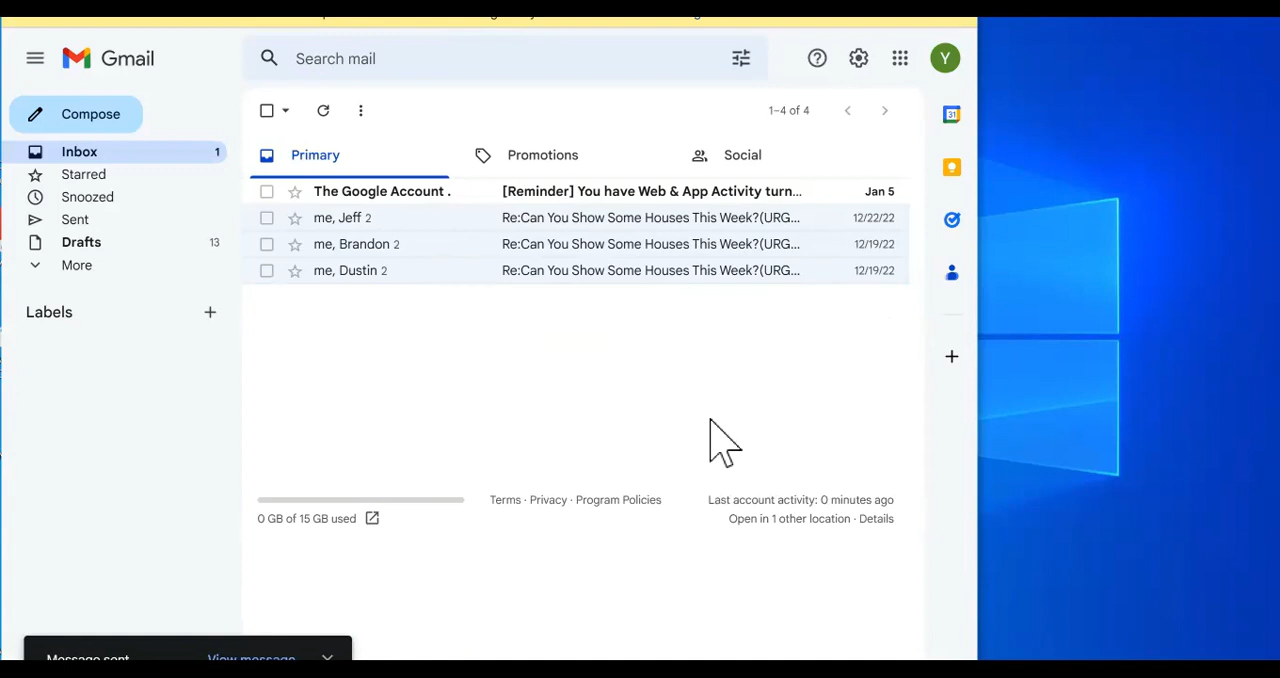 Gmail
Search mail
Y
Compose
1–4 of 4
31
Inbox 1
Primary Promotions Social
Starred
The Google Account . [Reminder] You have Web & App Activity turn... Jan 5
Snoozed
me, Jeff 2 Re:Can You Show Some Houses This Week?(URG... 12/22/22
Sent
me, Brandon 2 Re:Can You Show Some Houses This Week?(URG... 12/19/22
Drafts 13
me, Dustin 2 Re:Can You Show Some Houses This Week?(URG... 12/19/22
More
Labels
Terms · Privacy · Program Policies
Last account activity: 0 minutes ago
0 GB of 15 GB used
Open in 1 other location · Details
Message sent View message